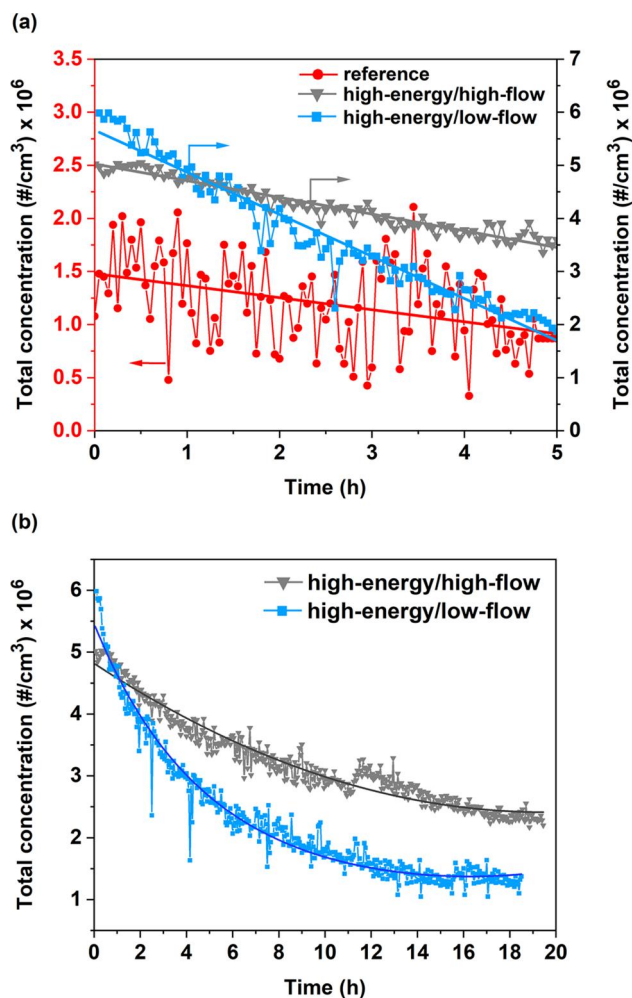 (a)
3.5
3.0
2.5
2.0
1.5
1.0
0.5
0.0
Total concentration (#/cm³) x 10⁶
7
6
5
4
3
2
1
0
Total concentration (#/cm³) x 10⁶
reference
high-energy/high-flow
high-energy/low-flow
0 1 2 3 4 5
Time (h)
(b)
6
5
4
3
2
1
Total concentration (#/cm³) x 10⁶
high-energy/high-flow
high-energy/low-flow
0 2 4 6 8 10 12 14 16 18 20
Time (h)